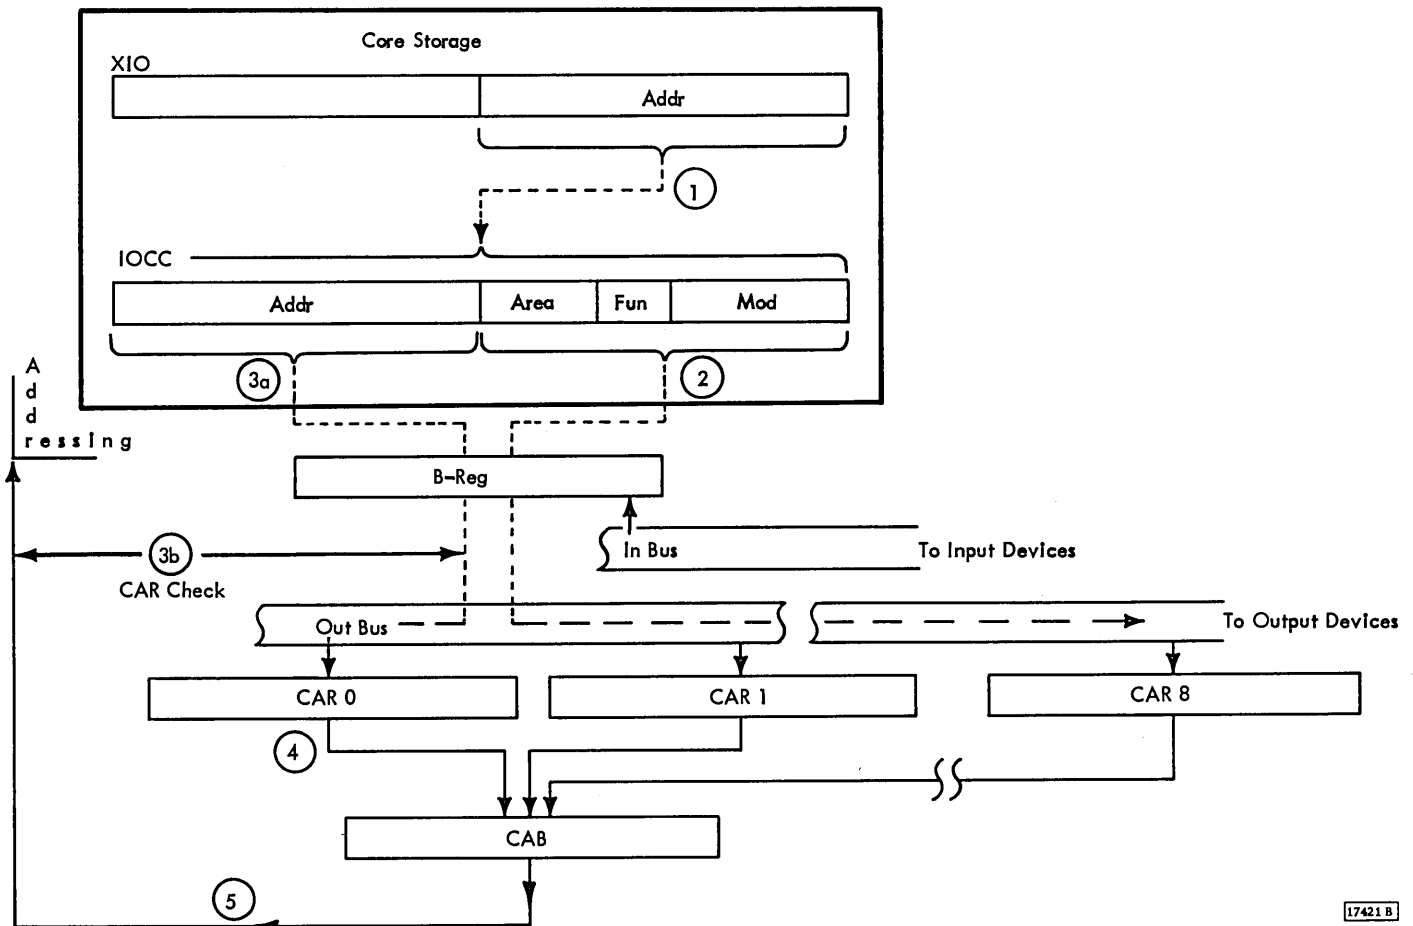 Core Storage
XIO
Addr
1
IOCC
Addr Area Fun Mod
3a 2
Addressing
B-Reg
3b
CAR Check
In Bus To Input Devices
Out Bus To Output Devices
CAR 0 CAR 1 CAR 8
4
CAB
5
17421 B